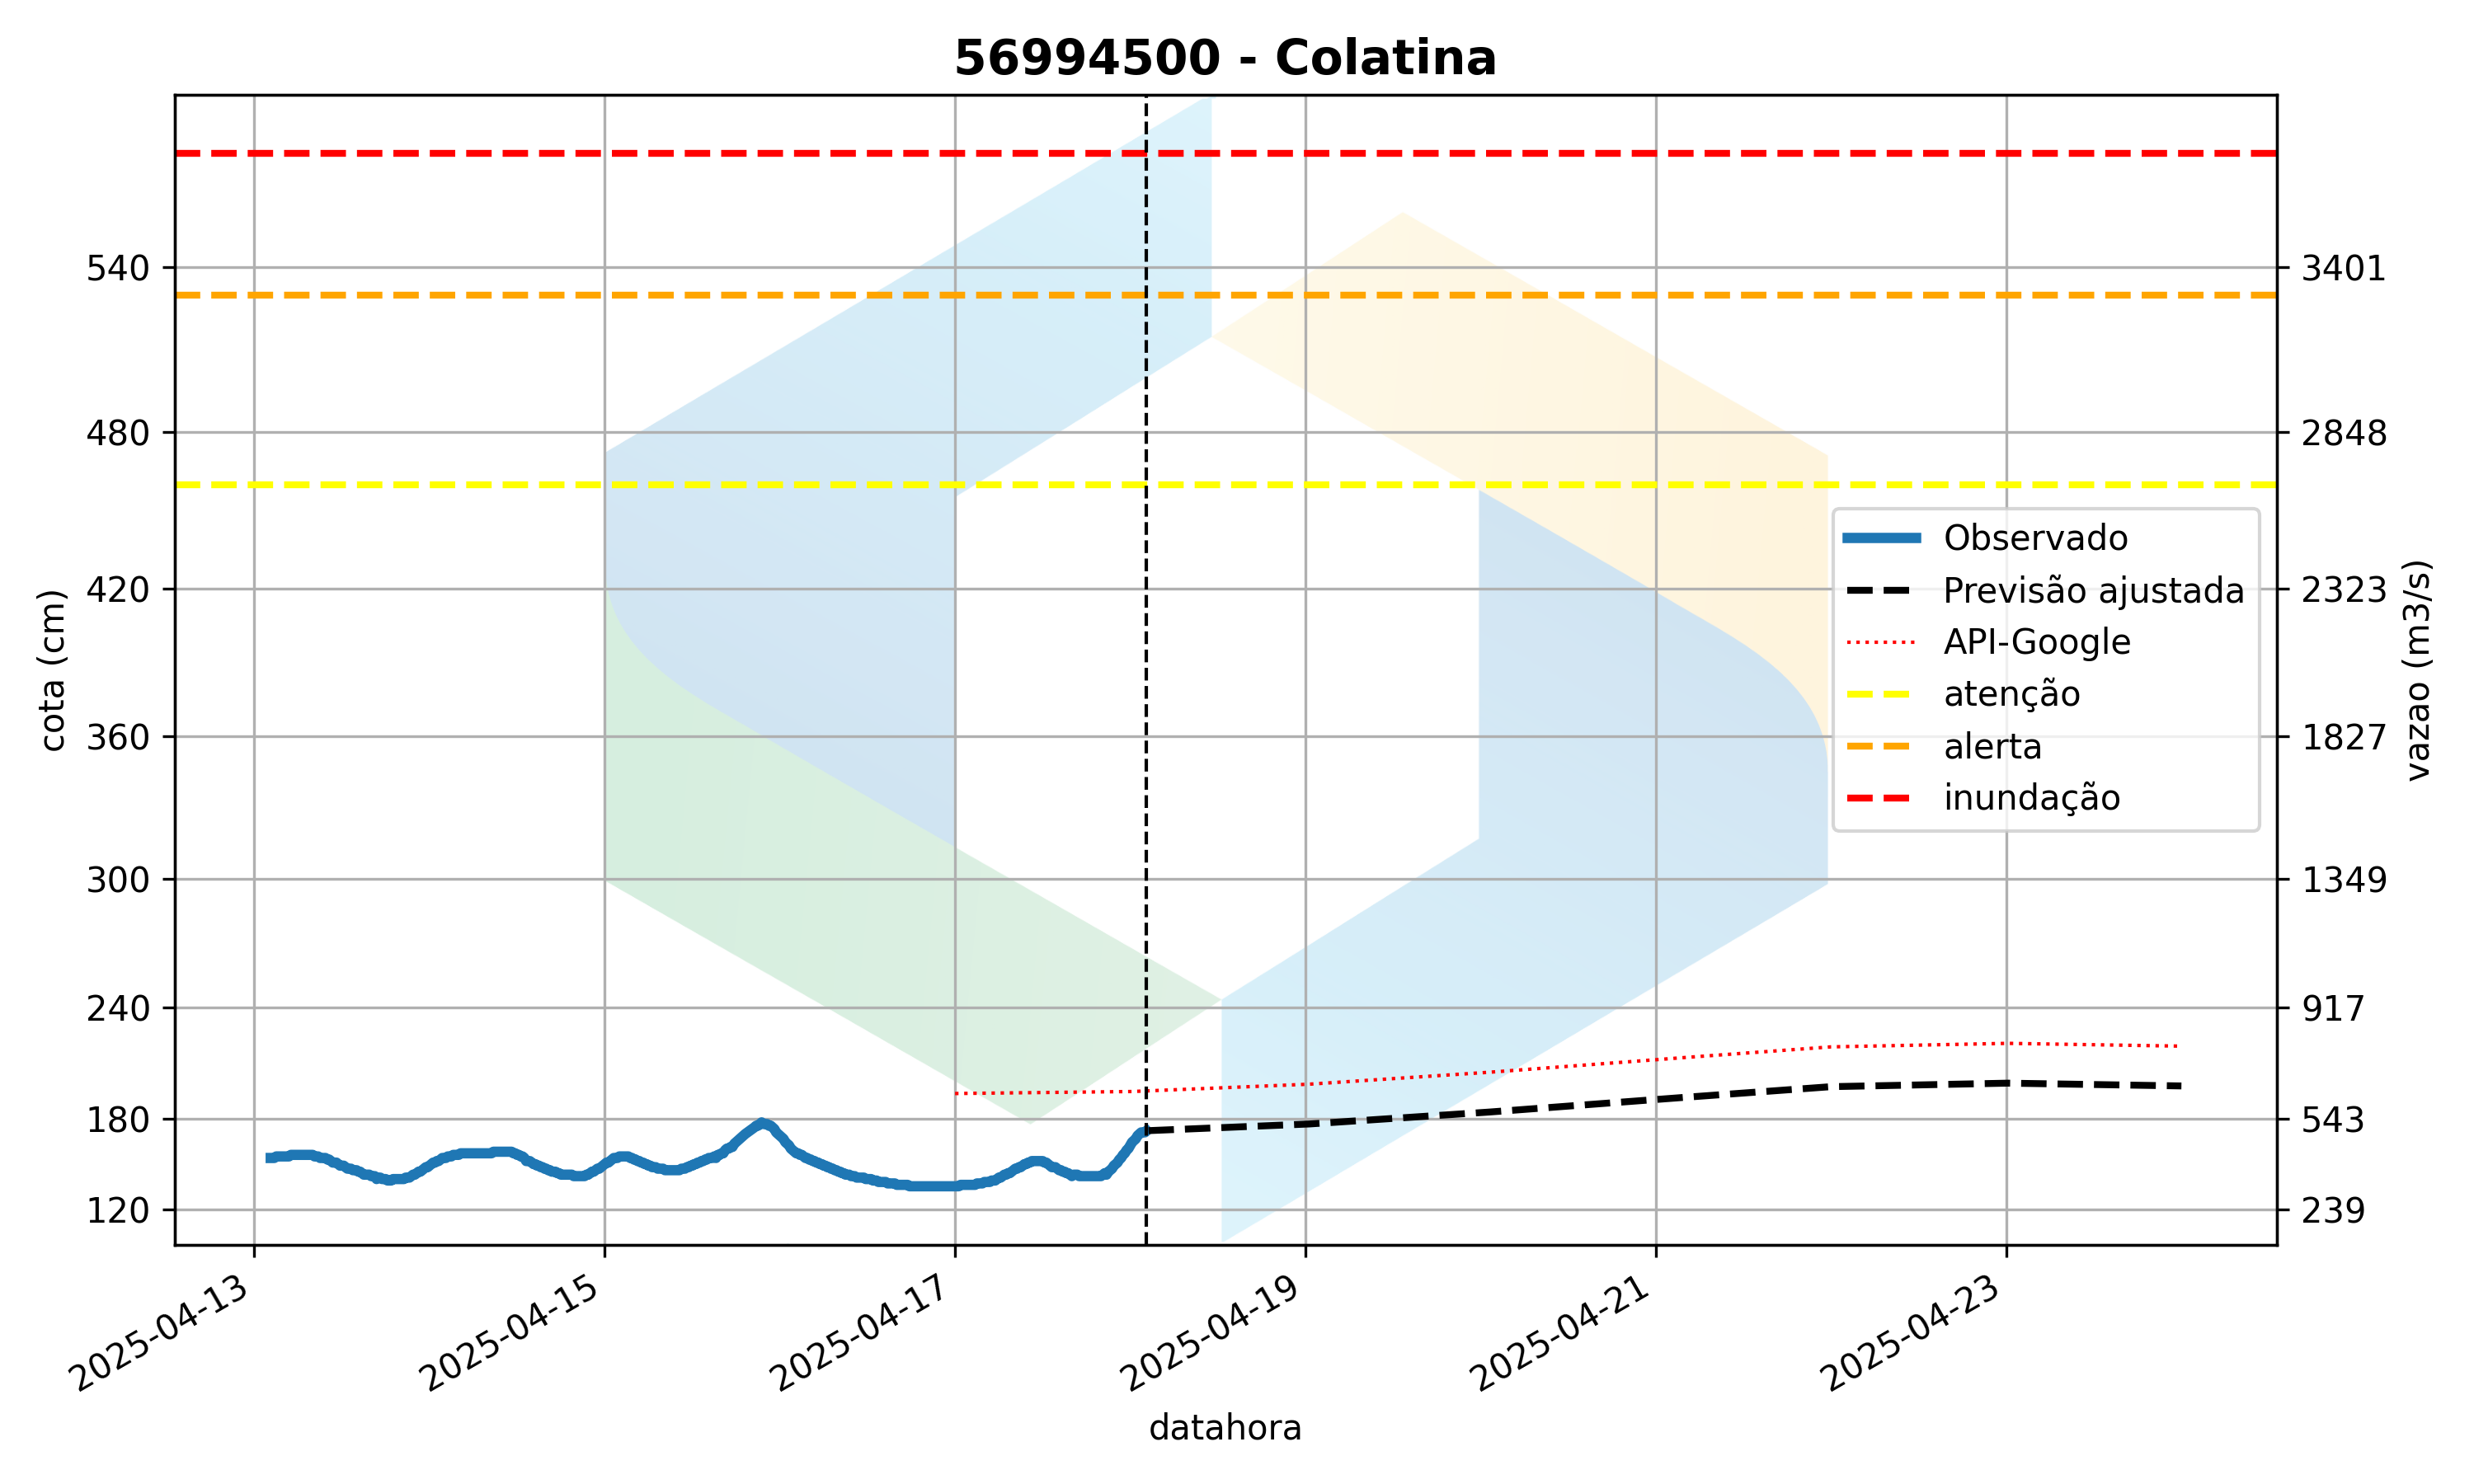 56994500 - Colatina
cota (cm)
540
480
420
360
300
240
180
120
3401
2848
2323
1827
1349
917
543
239
vazao (m3/s)
Observado
Previsão ajustada
API-Google
atenção
alerta
inundação
2025-04-13
2025-04-15
2025-04-17
2025-04-19
2025-04-21
2025-04-23
datahora